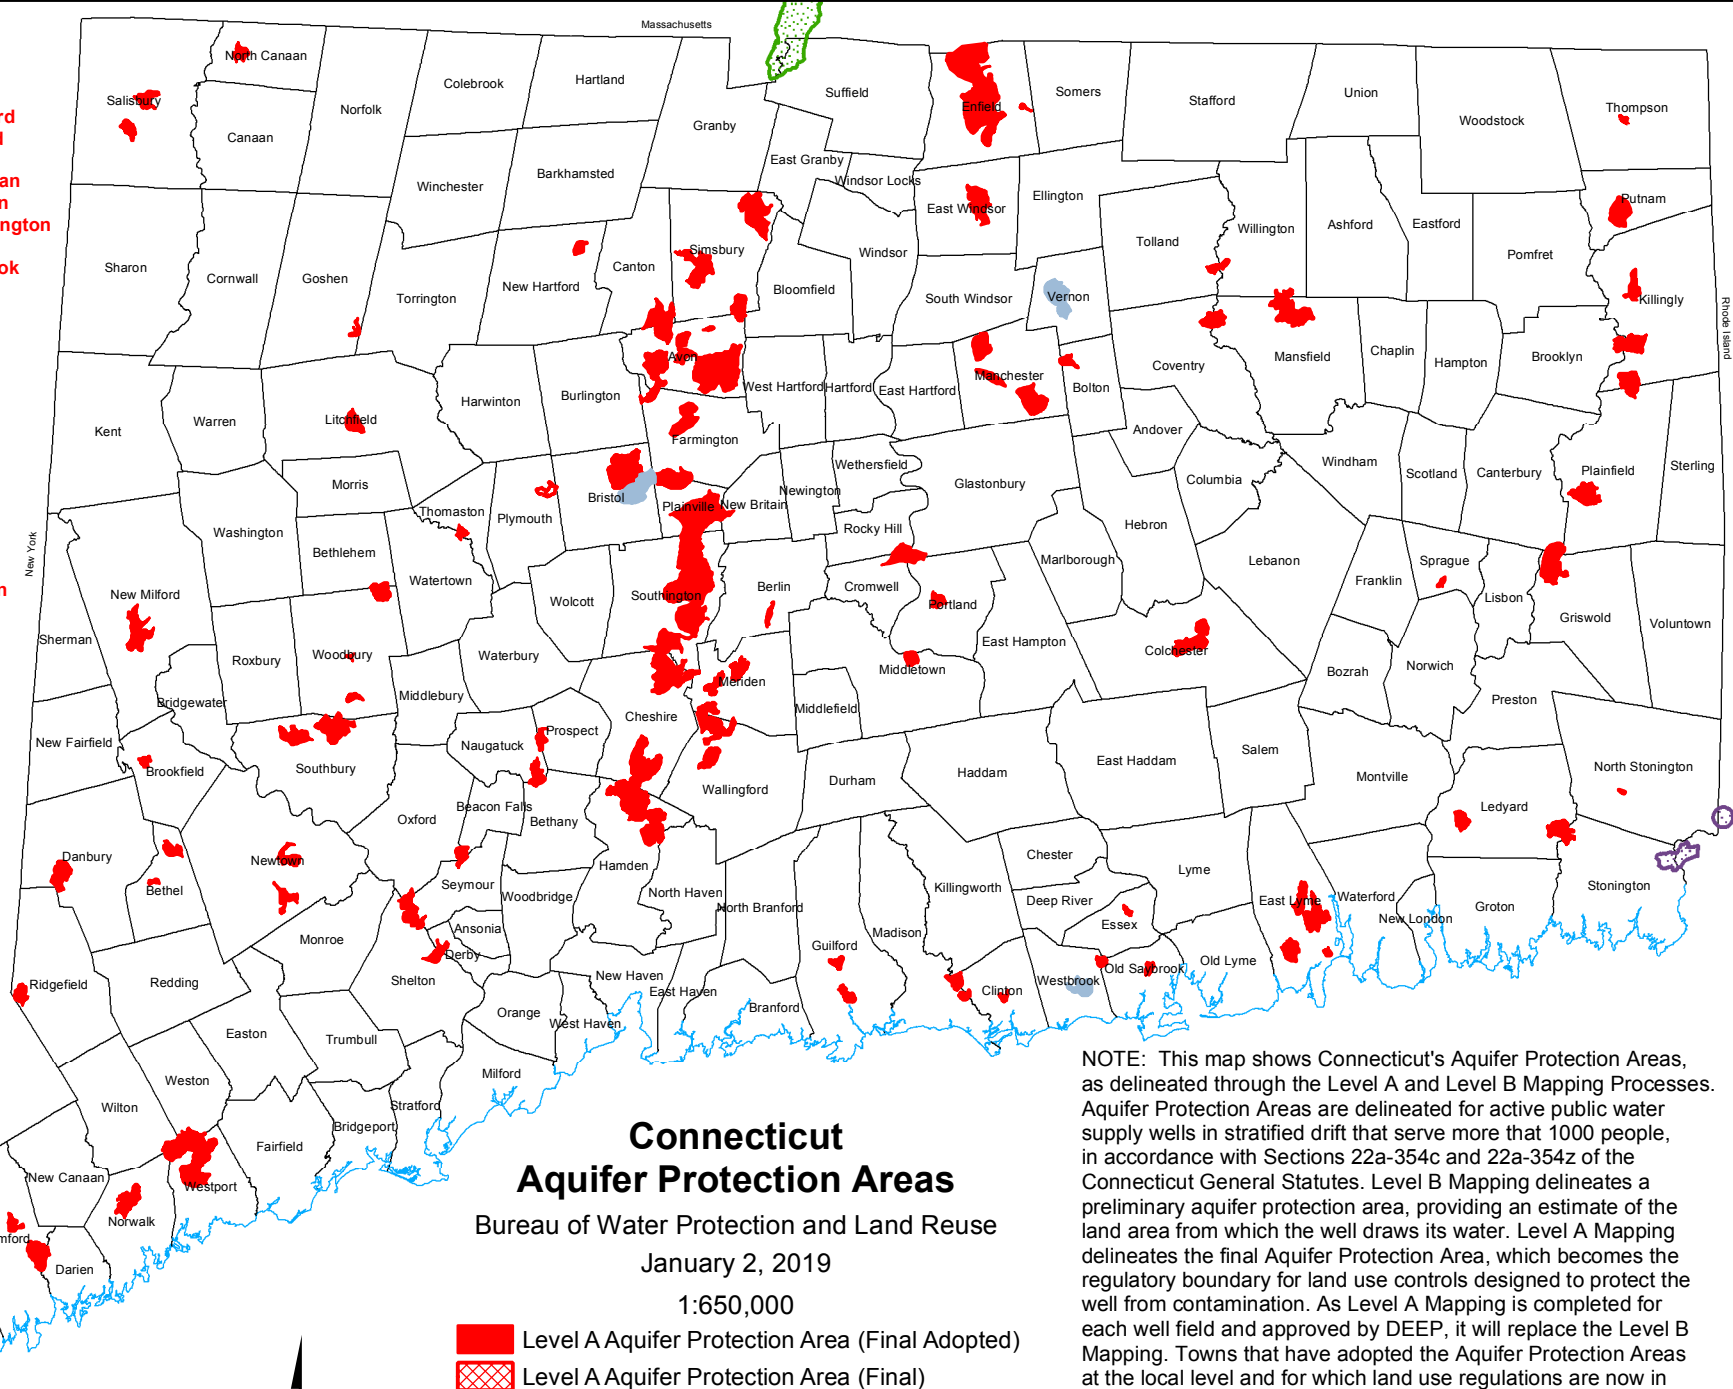 Massachusetts
North Canaan
Colebrook
Hartland
Suffield
Somers
Stafford
Union
Woodstock
Thompson
Salisbury
Norfolk
Granby
Enfield
Canaan
rd
d
an
n
ngton
ok
n
Winchester
Barkhamsted
East Granby
Windsor Locks
East Windsor
Ellington
Tolland
Willington
Ashford
Eastford
Pomfret
Putnam
Sharon
Cornwall
Goshen
Torrington
New Hartford
Canton
Simsbury
Bloomfield
Windsor
South Windsor
Vernon
Killingly
Rhode Island
Kent
Warren
Litchfield
Harwinton
Burlington
Avon
West Hartford
Hartford
East Hartford
Manchester
Bolton
Coventry
Mansfield
Chaplin
Hampton
Brooklyn
Farmington
Andover
Morris
Thomaston
Plymouth
Bristol
Plainville
New Britain
Newington
Wethersfield
Glastonbury
Columbia
Windham
Scotland
Canterbury
Plainfield
Sterling
New York
Washington
Bethlehem
Watertown
Wolcott
Southington
Berlin
Rocky Hill
Cromwell
Portland
Marlborough
Hebron
Lebanon
Franklin
Sprague
Lisbon
Griswold
Voluntown
New Milford
Sherman
Roxbury
Woodbury
Waterbury
Middlebury
Cheshire
Meriden
Middletown
East Hampton
Colchester
Bozrah
Norwich
Preston
Bridgewater
New Fairfield
Brookfield
Southbury
Naugatuck
Prospect
Middlefield
Wallingford
Durham
Haddam
East Haddam
Salem
Montville
Ledyard
North Stonington
Oxford
Beacon Falls
Bethany
Danbury
Bethel
Newtown
Seymour
Woodbridge
Hamden
North Haven
North Branford
Guilford
Madison
Killingworth
Chester
Deep River
Essex
Lyme
East Lyme
Waterford
New London
Groton
Stonington
Ridgefield
Redding
Monroe
Ansonia
Derby
Shelton
Orange
New Haven
East Haven
West Haven
Branford
Clinton
Westbrook
Old Saybrook
Old Lyme
Easton
Trumbull
Milford
Weston
Wilton
Stratford
Bridgeport
Fairfield
New Canaan
Westport
Norwalk
mford
Darien
Connecticut
Aquifer Protection Areas
Bureau of Water Protection and Land Reuse
January 2, 2019
1:650,000
Level A Aquifer Protection Area (Final Adopted)
Level A Aquifer Protection Area (Final)
NOTE: This map shows Connecticut's Aquifer Protection Areas,
as delineated through the Level A and Level B Mapping Processes.
Aquifer Protection Areas are delineated for active public water
supply wells in stratified drift that serve more that 1000 people,
in accordance with Sections 22a-354c and 22a-354z of the
Connecticut General Statutes. Level B Mapping delineates a
preliminary aquifer protection area, providing an estimate of the
land area from which the well draws its water. Level A Mapping
delineates the final Aquifer Protection Area, which becomes the
regulatory boundary for land use controls designed to protect the
well from contamination. As Level A Mapping is completed for
each well field and approved by DEEP, it will replace the Level B
Mapping. Towns that have adopted the Aquifer Protection Areas
at the local level and for which land use regulations are now in